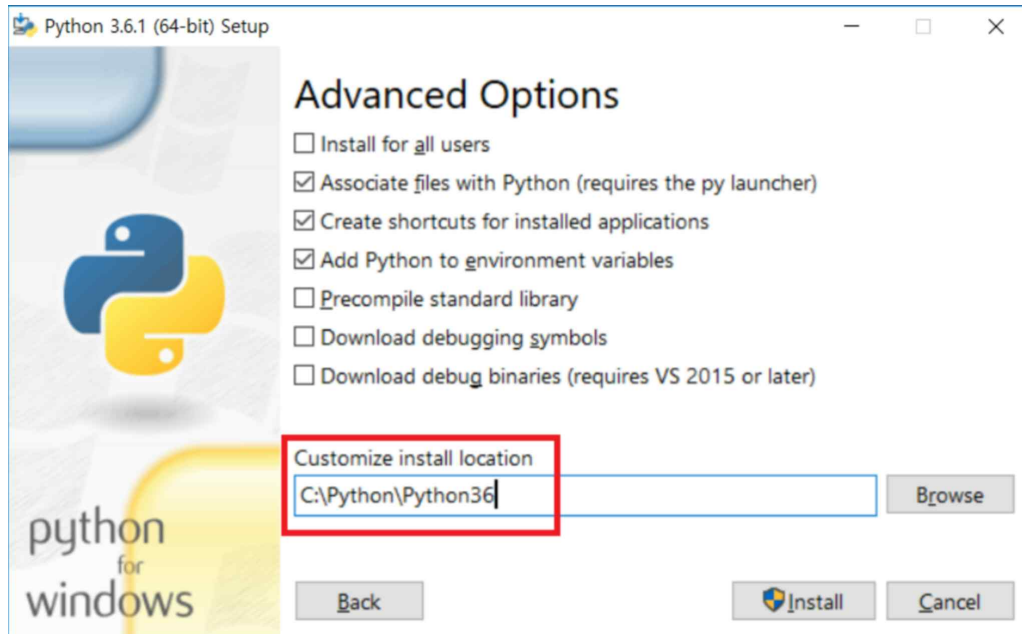 Python 3.6.1 (64-bit) Setup
Advanced Options
Install for all users
Associate files with Python (requires the py launcher)
Create shortcuts for installed applications
Add Python to environment variables
Precompile standard library
Download debugging symbols
Download debug binaries (requires VS 2015 or later)
Customize install location
C:\Python\Python36
Browse
python
for
windows
Back
Install
Cancel